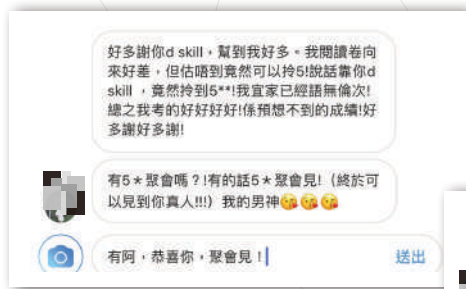 好多謝你d skill，幫到我好多。我閱讀卷向
來好差，但估唔到竟然可以拎5!說話靠你d
skill ，竟然拎到5**!我宜家已經語無倫次!
總之我考的好好好好!係預想不到的成績!好
多謝好多謝!
有5＊聚會嗎？!有的話5＊聚會見!（終於可
以見到你真人!!!）我的男神😘😘😘
有阿，恭喜你，聚會見！
送出